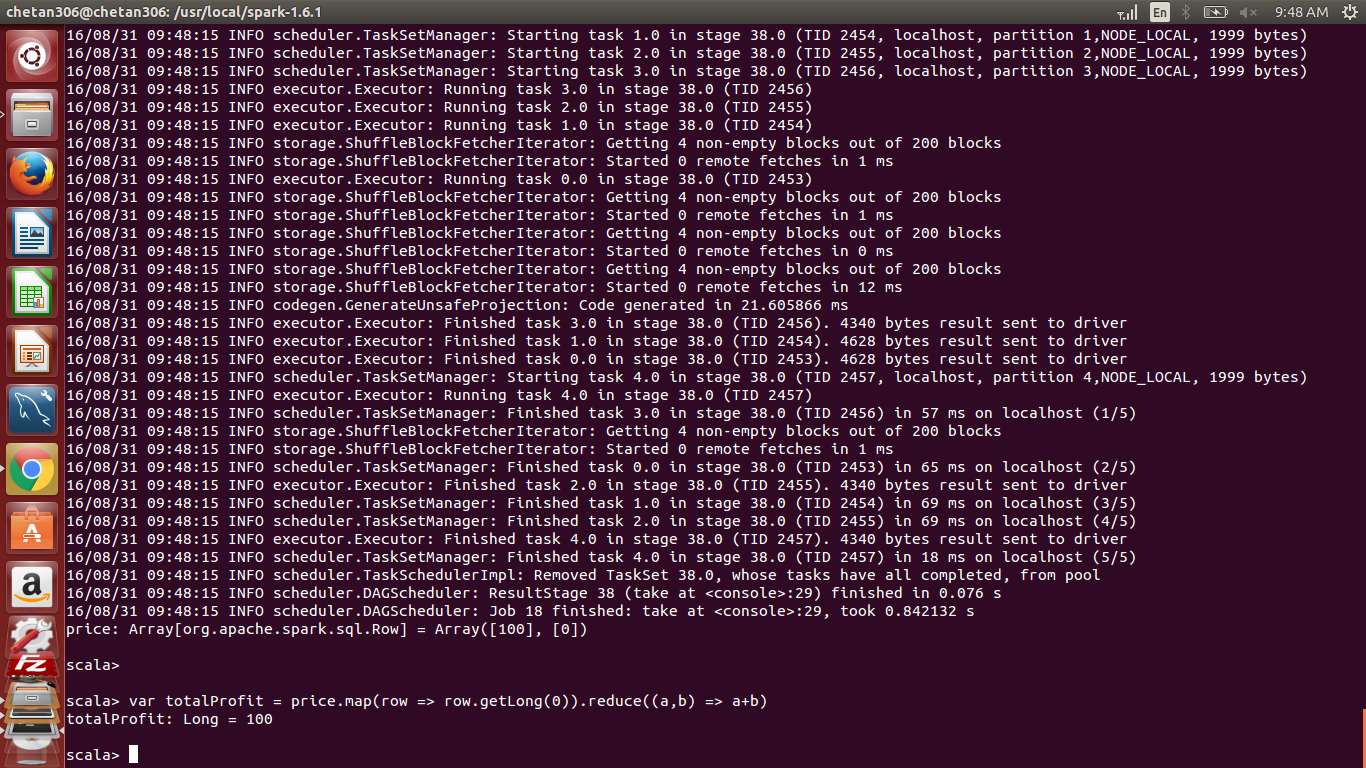 chetan306@chetan306: /usr/local/spark-1.6.1
En
9:48 AM
16/08/31 09:48:15 INFO scheduler.TaskSetManager: Starting task 1.0 in stage 38.0 (TID 2454, localhost, partition 1,NODE_LOCAL, 1999 bytes)
16/08/31 09:48:15 INFO scheduler.TaskSetManager: Starting task 2.0 in stage 38.0 (TID 2455, localhost, partition 2,NODE_LOCAL, 1999 bytes)
16/08/31 09:48:15 INFO scheduler.TaskSetManager: Starting task 3.0 in stage 38.0 (TID 2456, localhost, partition 3,NODE_LOCAL, 1999 bytes)
16/08/31 09:48:15 INFO executor.Executor: Running task 3.0 in stage 38.0 (TID 2456)
16/08/31 09:48:15 INFO executor.Executor: Running task 2.0 in stage 38.0 (TID 2455)
16/08/31 09:48:15 INFO executor.Executor: Running task 1.0 in stage 38.0 (TID 2454)
16/08/31 09:48:15 INFO storage.ShuffleBlockFetcherIterator: Getting 4 non-empty blocks out of 200 blocks
16/08/31 09:48:15 INFO storage.ShuffleBlockFetcherIterator: Started 0 remote fetches in 1 ms
16/08/31 09:48:15 INFO executor.Executor: Running task 0.0 in stage 38.0 (TID 2453)
16/08/31 09:48:15 INFO storage.ShuffleBlockFetcherIterator: Getting 4 non-empty blocks out of 200 blocks
16/08/31 09:48:15 INFO storage.ShuffleBlockFetcherIterator: Started 0 remote fetches in 1 ms
16/08/31 09:48:15 INFO storage.ShuffleBlockFetcherIterator: Getting 4 non-empty blocks out of 200 blocks
16/08/31 09:48:15 INFO storage.ShuffleBlockFetcherIterator: Started 0 remote fetches in 0 ms
16/08/31 09:48:15 INFO storage.ShuffleBlockFetcherIterator: Getting 4 non-empty blocks out of 200 blocks
16/08/31 09:48:15 INFO storage.ShuffleBlockFetcherIterator: Started 0 remote fetches in 12 ms
16/08/31 09:48:15 INFO codegen.GenerateUnsafeProjection: Code generated in 21.605866 ms
16/08/31 09:48:15 INFO executor.Executor: Finished task 3.0 in stage 38.0 (TID 2456). 4340 bytes result sent to driver
16/08/31 09:48:15 INFO executor.Executor: Finished task 1.0 in stage 38.0 (TID 2454). 4628 bytes result sent to driver
16/08/31 09:48:15 INFO executor.Executor: Finished task 0.0 in stage 38.0 (TID 2453). 4628 bytes result sent to driver
16/08/31 09:48:15 INFO scheduler.TaskSetManager: Starting task 4.0 in stage 38.0 (TID 2457, localhost, partition 4,NODE_LOCAL, 1999 bytes)
16/08/31 09:48:15 INFO executor.Executor: Running task 4.0 in stage 38.0 (TID 2457)
16/08/31 09:48:15 INFO scheduler.TaskSetManager: Finished task 3.0 in stage 38.0 (TID 2456) in 57 ms on localhost (1/5)
16/08/31 09:48:15 INFO storage.ShuffleBlockFetcherIterator: Getting 4 non-empty blocks out of 200 blocks
16/08/31 09:48:15 INFO storage.ShuffleBlockFetcherIterator: Started 0 remote fetches in 1 ms
16/08/31 09:48:15 INFO scheduler.TaskSetManager: Finished task 0.0 in stage 38.0 (TID 2453) in 65 ms on localhost (2/5)
16/08/31 09:48:15 INFO executor.Executor: Finished task 2.0 in stage 38.0 (TID 2455). 4340 bytes result sent to driver
16/08/31 09:48:15 INFO scheduler.TaskSetManager: Finished task 1.0 in stage 38.0 (TID 2454) in 69 ms on localhost (3/5)
16/08/31 09:48:15 INFO scheduler.TaskSetManager: Finished task 2.0 in stage 38.0 (TID 2455) in 69 ms on localhost (4/5)
16/08/31 09:48:15 INFO executor.Executor: Finished task 4.0 in stage 38.0 (TID 2457). 4340 bytes result sent to driver
16/08/31 09:48:15 INFO scheduler.TaskSetManager: Finished task 4.0 in stage 38.0 (TID 2457) in 18 ms on localhost (5/5)
16/08/31 09:48:15 INFO scheduler.TaskSchedulerImpl: Removed TaskSet 38.0, whose tasks have all completed, from pool
16/08/31 09:48:15 INFO scheduler.DAGScheduler: ResultStage 38 (take at <console>:29) finished in 0.076 s
16/08/31 09:48:15 INFO scheduler.DAGScheduler: Job 18 finished: take at <console>:29, took 0.842132 s
price: Array[org.apache.spark.sql.Row] = Array([100], [0])
scala>
scala> var totalProfit = price.map(row => row.getLong(0)).reduce((a,b) => a+b)
totalProfit: Long = 100
scala>
A
a
Fz